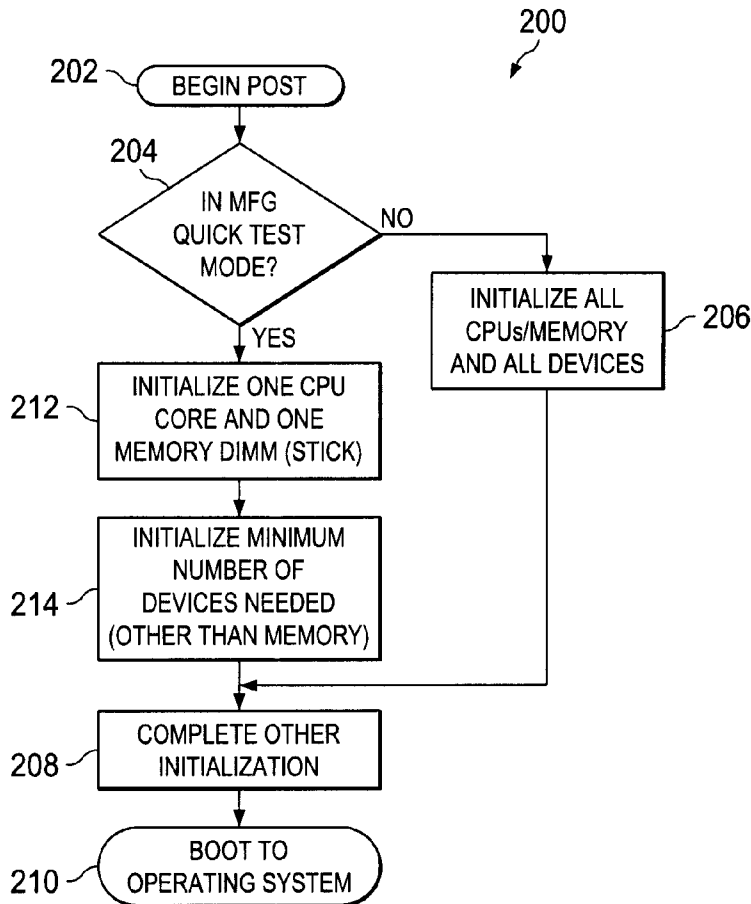 200
202
BEGIN POST
204
IN MFG
QUICK TEST
MODE?
NO
YES
INITIALIZE ALL
CPUs/MEMORY
AND ALL DEVICES
206
212
INITIALIZE ONE CPU
CORE AND ONE
MEMORY DIMM (STICK)
214
INITIALIZE MINIMUM
NUMBER OF
DEVICES NEEDED
(OTHER THAN MEMORY)
208
COMPLETE OTHER
INITIALIZATION
210
BOOT TO
OPERATING SYSTEM